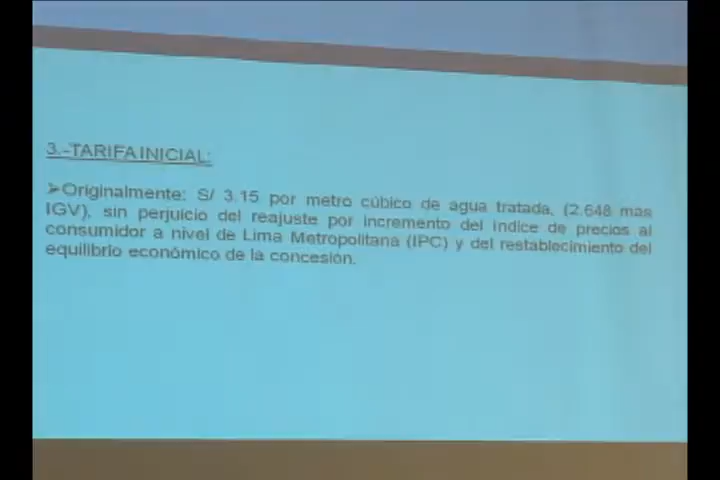 3.-TARIFA INICIAL:
➢Originalmente: S/ 3.15 por metro cúbico de agua tratada, (2.648 mas
IGV), sin perjuicio del reajuste por incremento del índice de precios al
consumidor a nivel de Lima Metropolitana (IPC) y del restablecimiento del
equilibrio económico de la concesión.